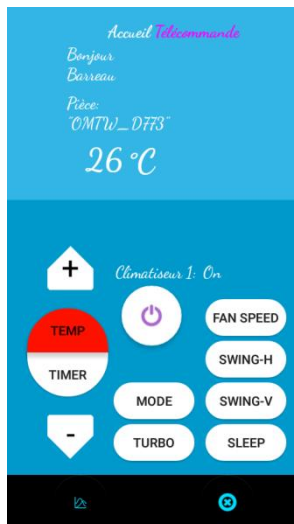 Accueil Télécommande
Bonjour
Barreau
Pièce:
"OMTW_D773"
26 °C
+
Climatiseur 1: On
TEMP
TIMER
FAN SPEED
SWING-H
MODE
SWING-V
-
TURBO
SLEEP